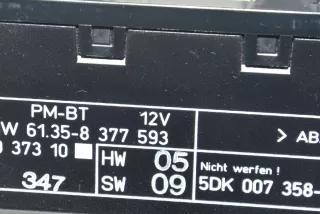 PM-BT 12V
W 61.35-8 377 593
> AB
373 10 HW 05 Nicht werfen !
347 SW 09 5DK 007 358-